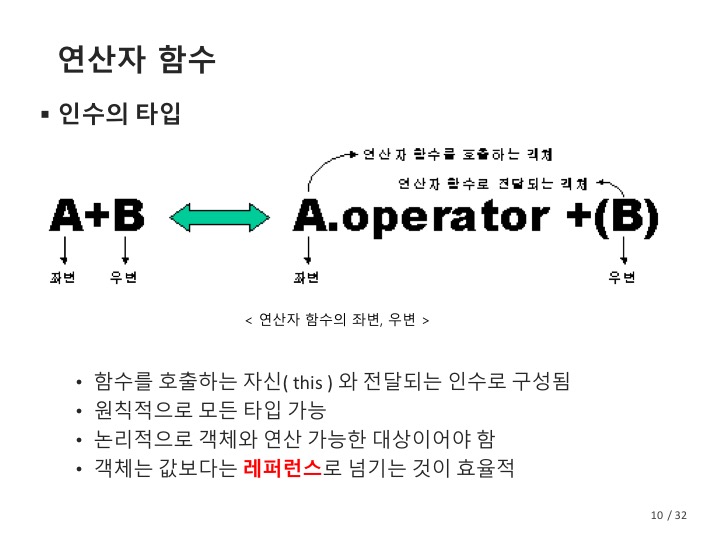 연산자 함수
▪ 인수의 타입
연산자 함수를 호출하는 객체
연산자 함수로 전달되는 객체
A+B A.operator +(B)
좌변 우변 좌변 우변
< 연산자 함수의 좌변, 우변 >
• 함수를 호출하는 자신( this ) 와 전달되는 인수로 구성됨
• 원칙적으로 모든 타입 가능
• 논리적으로 객체와 연산 가능한 대상이어야 함
• 객체는 값보다는 레퍼런스로 넘기는 것이 효율적
10 / 32